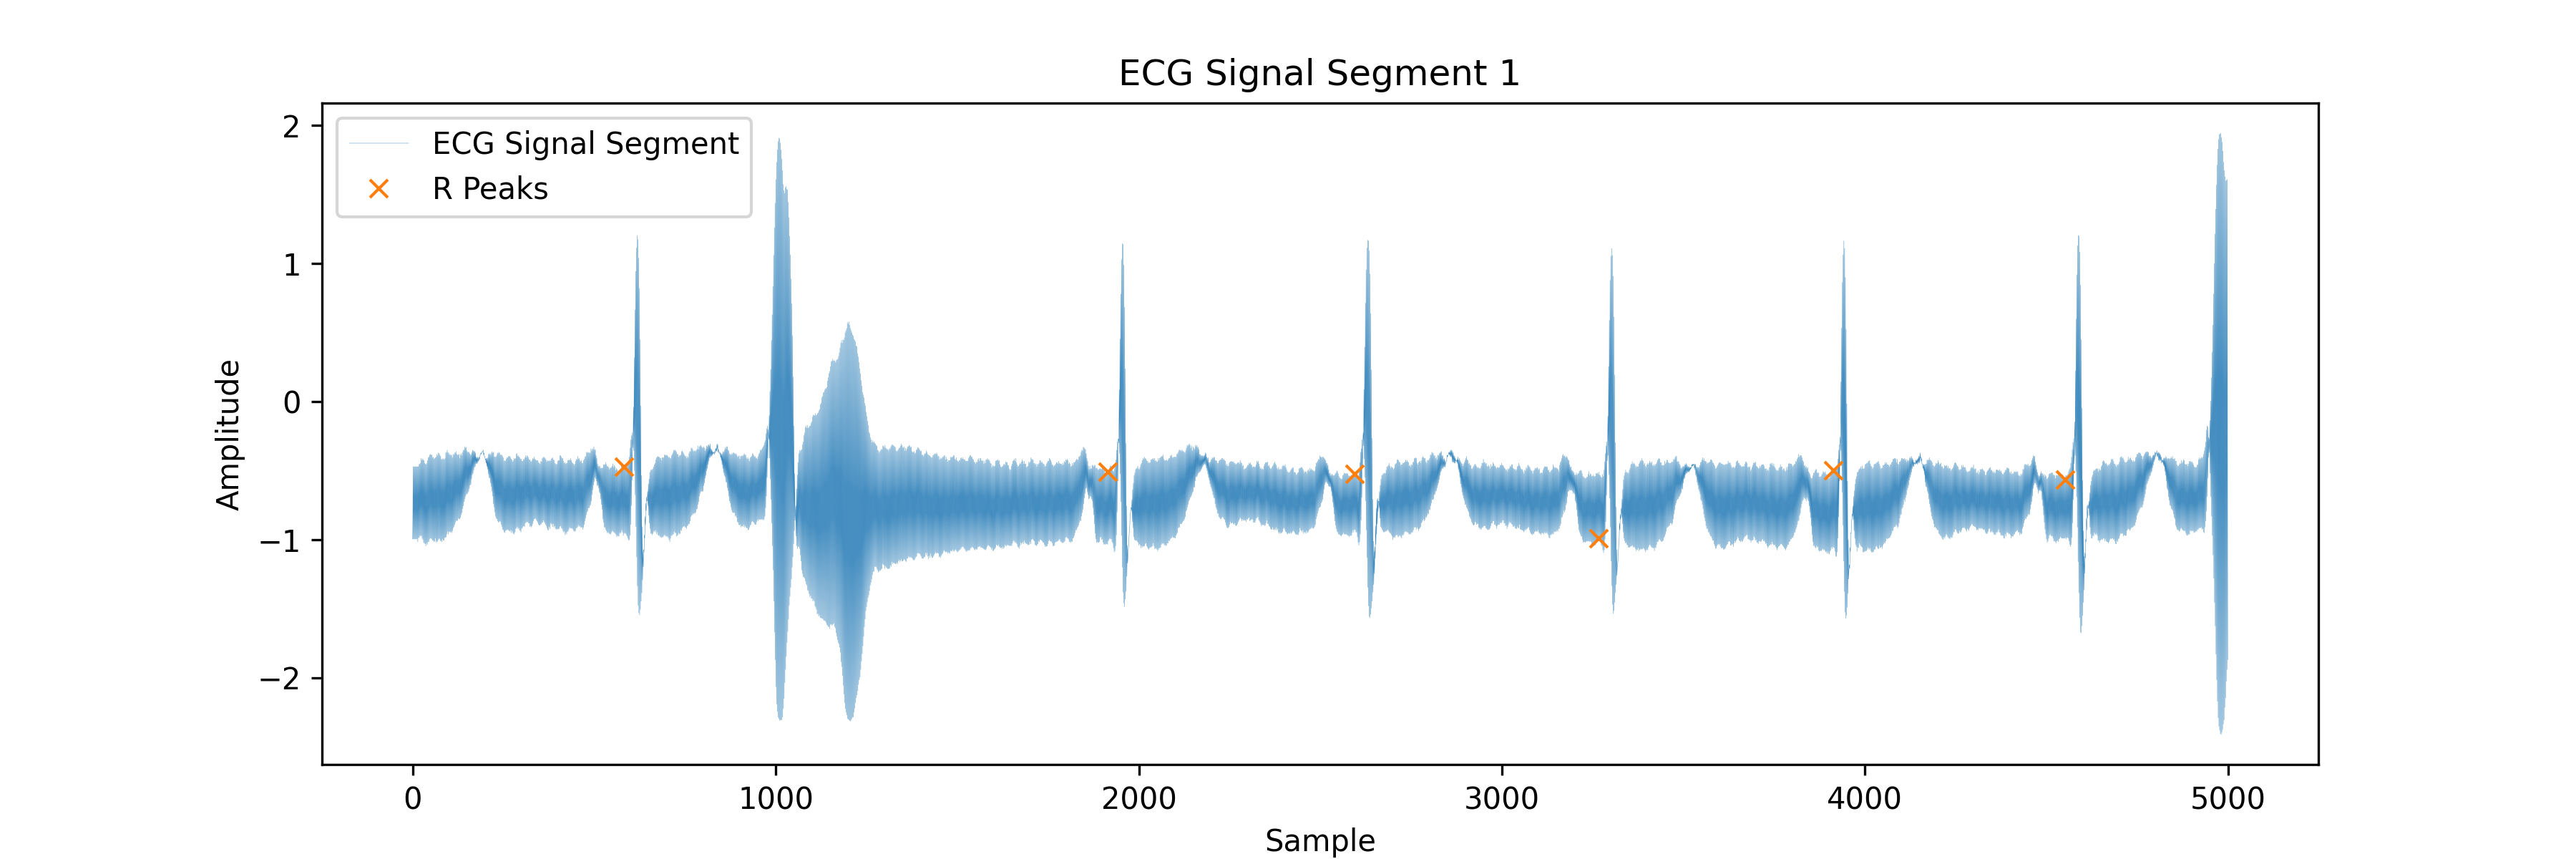 ECG Signal Segment 1
2
ECG Signal Segment
R Peaks
1
0
Amplitude
−1
−2
0 1000 2000 3000 4000 5000
Sample